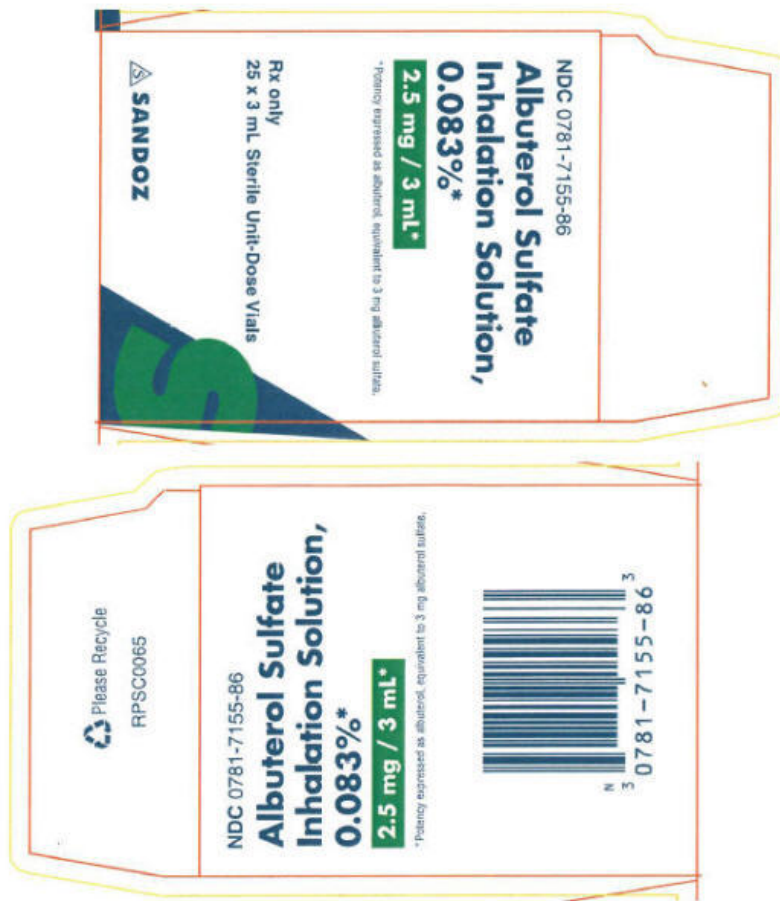 NDC 0781-7155-86
Albuterol Sulfate
Inhalation Solution,
0.083%*
2.5 mg / 3 mL*
*Potency expressed as albuterol, equivalent to 3 mg albuterol sulfate.
Rx only
25 x 3 mL Sterile Unit-Dose Vials
S SANDOZ
S
Please Recycle
RPSC0065
NDC 0781-7155-86
Albuterol Sulfate
Inhalation Solution,
0.083%*
2.5 mg / 3 mL*
*Potency expressed as albuterol, equivalent to 3 mg albuterol sulfate.
N
3 0781-7155-86 3